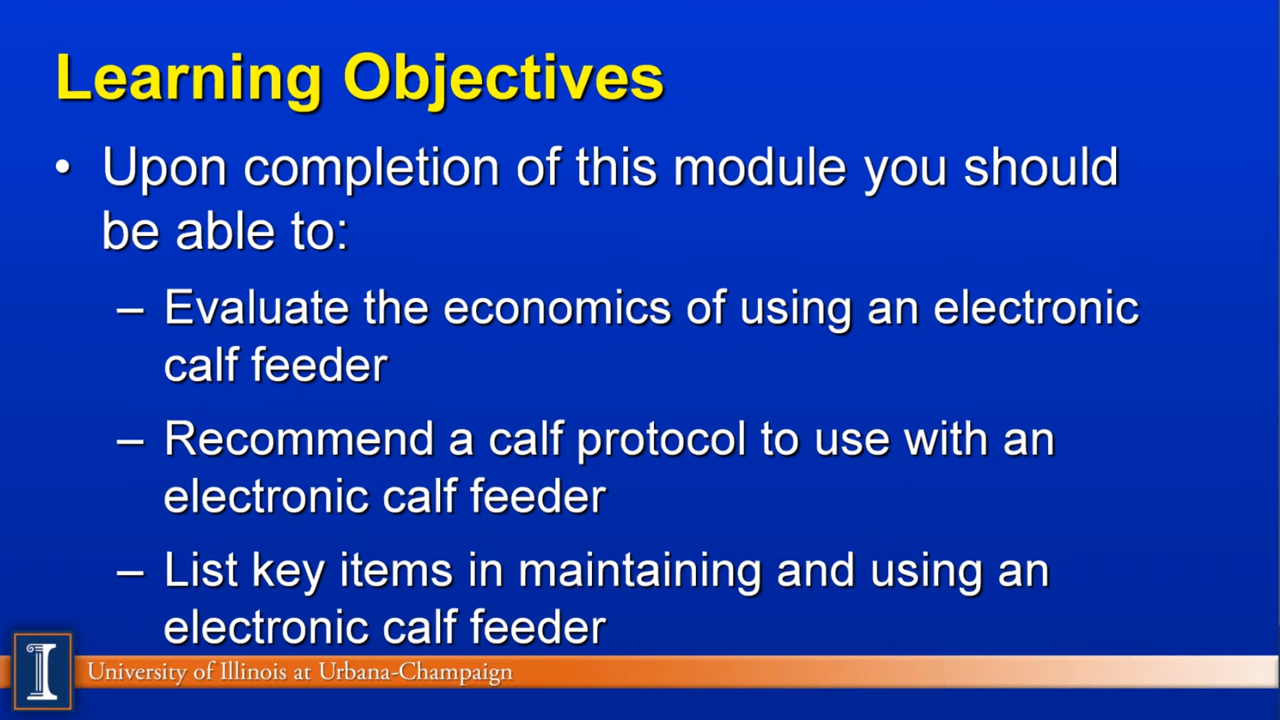 Learning Objectives
• Upon completion of this module you should
be able to:
– Evaluate the economics of using an electronic
calf feeder
– Recommend a calf protocol to use with an
electronic calf feeder
– List key items in maintaining and using an
electronic calf feeder
I University of Illinois at Urbana-Champaign